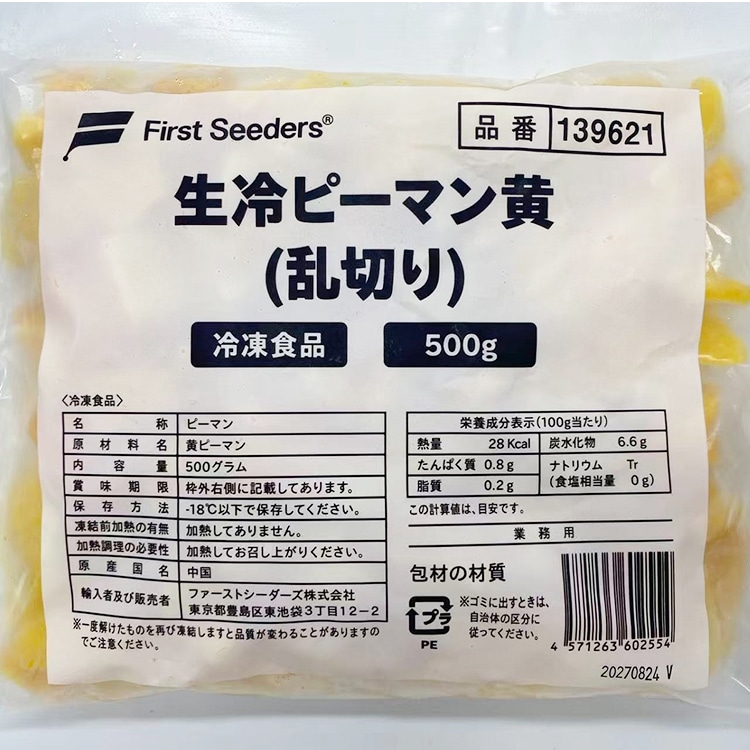 First Seeders®
品番 139621
生冷ピーマン黄
(乱切り)
冷凍食品 500g
〈冷凍食品〉
名称 ピーマン
原材料名 黄ピーマン
内容量 500グラム
賞味期限 枠外右側に記載してあります。
保存方法 -18℃以下で保存してください。
凍結前加熱の有無 加熱してありません。
加熱調理の必要性 加熱してお召し上がりください。
原産国名 中国
輸入者及び販売者 ファーストシーダーズ株式会社
東京都豊島区東池袋3丁目12-2
※一度解けたものを再び凍結しますと品質が変わることがありますの
でご注意ください。
栄養成分表示(100g当たり)
熱量 28Kcal 炭水化物 6.6g
たんぱく質 0.8g ナトリウム Tr
脂質 0.2g (食塩相当量 0g)
この計算値は、目安です。
業務用
包材の材質
プラ
PE
※ゴミに出すときは、
自治体の区分に
従ってください。
4 571263 602554
20270824 V